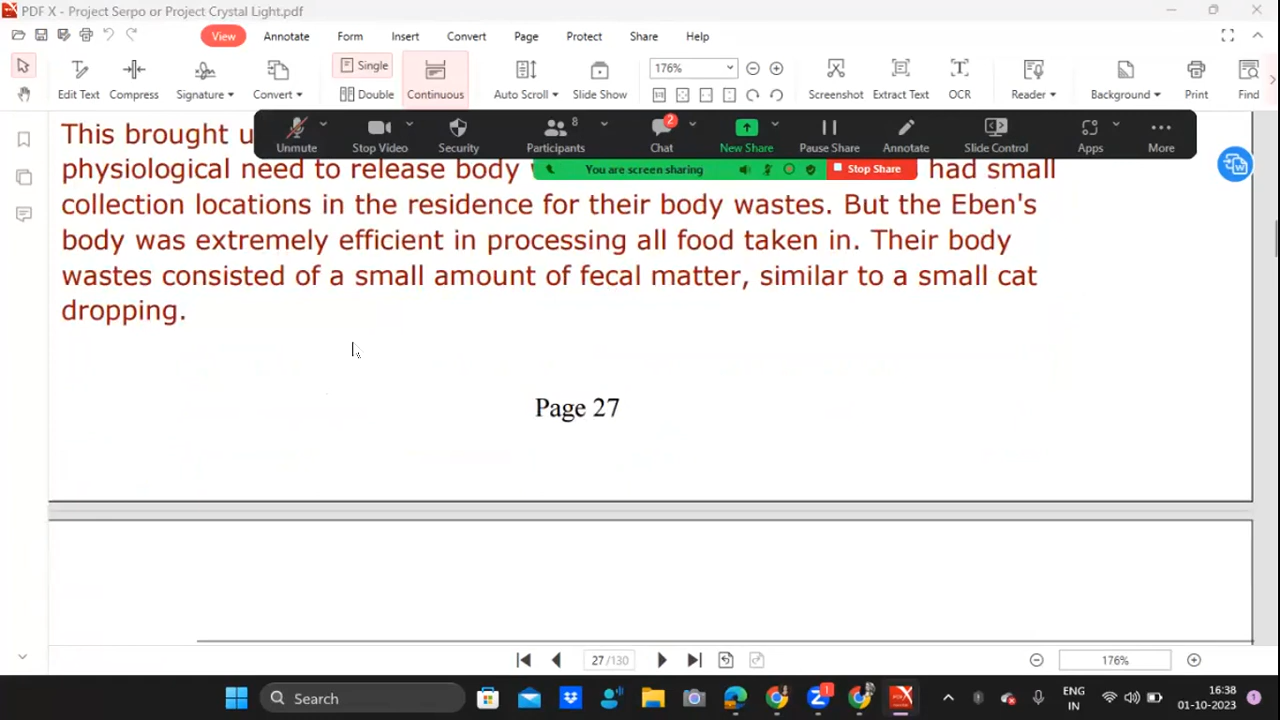 PDF X - Project Serpo or Project Crystal Light.pdf
View Annotate Form Insert Convert Page Protect Share Help
Single 176%
Edit Text Compress Signature Convert Double Continuous Auto Scroll Slide Show Screenshot Extract Text OCR Reader Background Print Find
This brought u
8 2
Unmute Stop Video Security Participants Chat New Share Pause Share Annotate Slide Control Apps More
physiological need to release body had small
You are screen sharing Stop Share
collection locations in the residence for their body wastes. But the Eben's
body was extremely efficient in processing all food taken in. Their body
wastes consisted of a small amount of fecal matter, similar to a small cat
dropping.
Page 27
27 /130 176%
Search ENG IN 16:38 01-10-2023 1